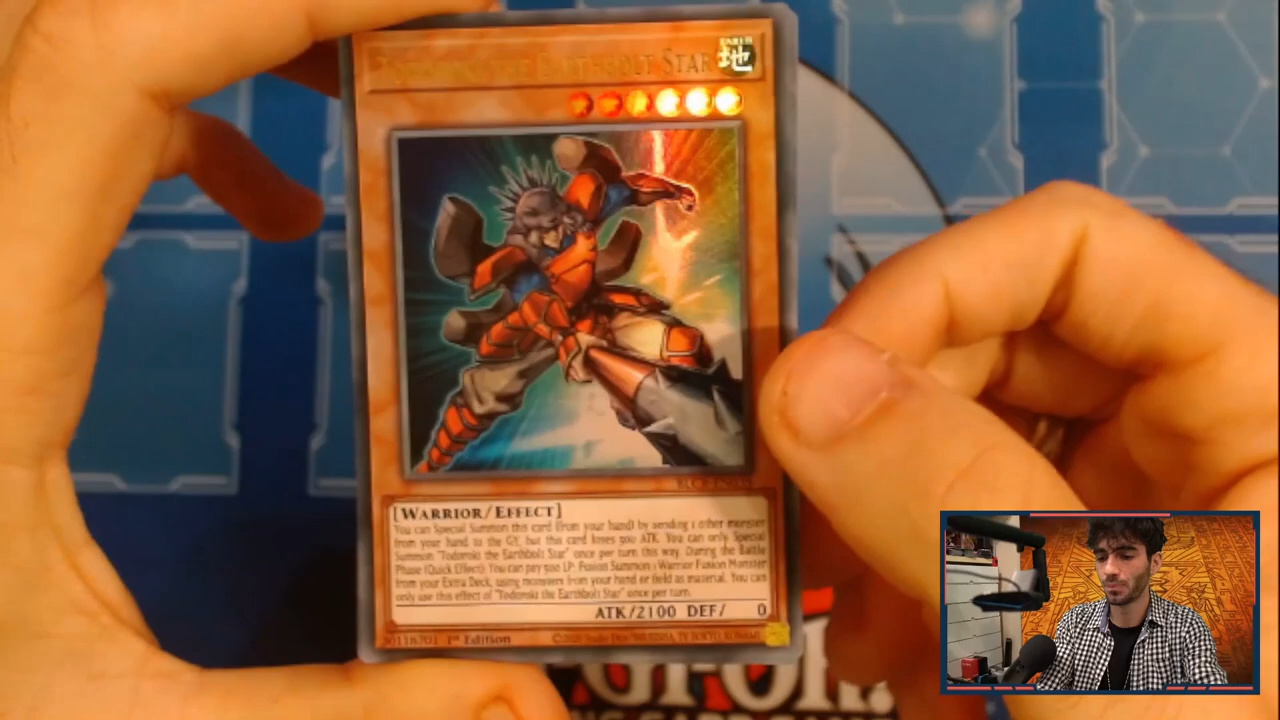 Todoroki the Earthbolt Star
EARTH
地
[Warrior/Effect]
You can Special Summon this card (from your hand) by sending 1 other monster
from your hand to the GY, but this card loses 500 ATK. You can only Special
Summon "Todoroki the Earthbolt Star" once per turn this way. During the Battle
Phase (Quick Effect): You can pay 500 LP; Fusion Summon 1 Warrior Fusion Monster
from your Extra Deck, using monsters from your hand or field as material. You can
only use this effect of "Todoroki the Earthbolt Star" once per turn.
ATK/2100 DEF/ 0
1st Edition